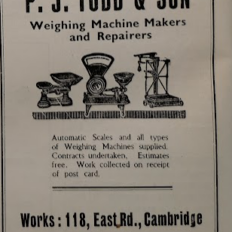 P. J. TODD & SON
Weighing Machine Makers
and Repairers
Automatic Scales and all types
of Weighing Machines supplied.
Contracts undertaken. Estimates
free. Work collected on receipt
of post card.
Works: 118, East Rd., Cambridge